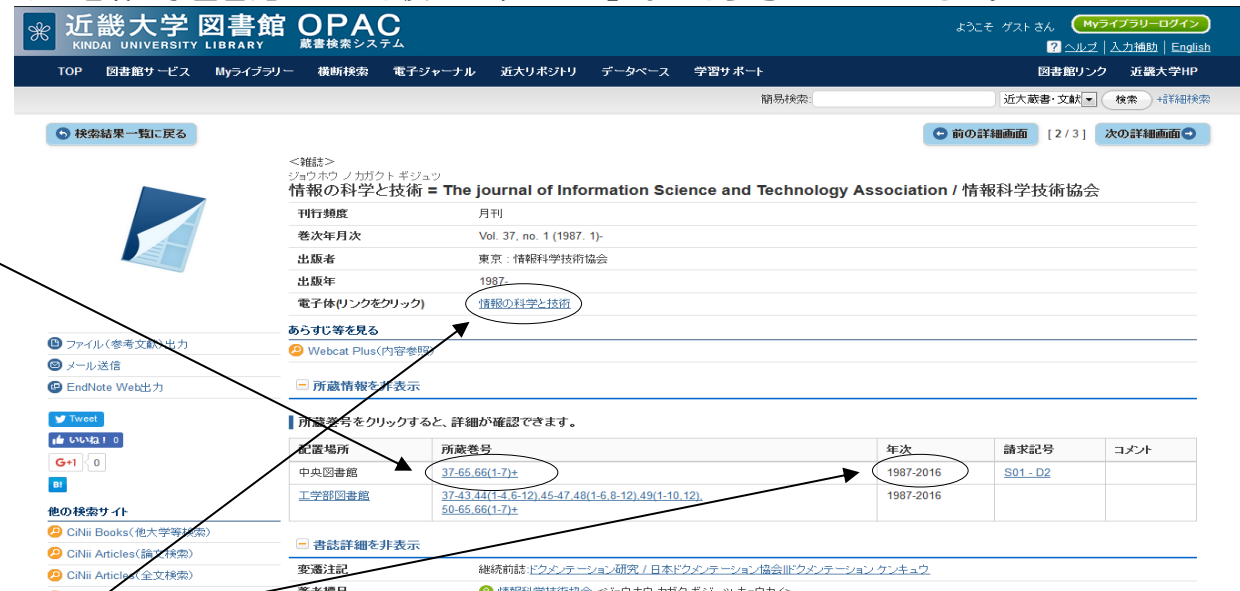 近畿大学 図書館 OPAC
KINDAI UNIVERSITY LIBRARY 蔵書検索システム
ようこそ ゲスト さん Myライブラリーログイン
? ヘルプ | 入力補助 | English
TOP 図書館サービス Myライブラリー 横断検索 電子ジャーナル 近大リポジトリ データベース 学習サポート 図書館リンク 近畿大学HP
簡易検索: 近大蔵書・文献 検索 +詳細検索
検索結果一覧に戻る 前の詳細画面 [ 2 / 3 ] 次の詳細画面
<雑誌>
ジョウホウ ノ カガクト ギジュツ
情報の科学と技術 = The journal of Information Science and Technology Association / 情報科学技術協会
刊行頻度 月刊
巻次年月次 Vol. 37, no. 1 (1987. 1)-
出版者 東京 : 情報科学技術協会
出版年 1987-
電子体(リンクをクリック) 情報の科学と技術
あらすじ等を見る
Webcat Plus(内容参照)
所蔵情報を非表示
ファイル(参考文献)出力
メール送信
EndNote Web出力
Tweet
いいね! 0
G+1 0
B!
他の検索サイト
CiNii Books(他大学等検索)
CiNii Articles(論文検索)
CiNii Articles(全文検索)
所蔵巻号をクリックすると、詳細が確認できます。
配置場所 所蔵巻号 年次 請求記号 コメント
中央図書館 37-65,66(1-7)+ 1987-2016 S01 - D2
工学部図書館 37-43,44(1-4,6-12),45-47,48(1-6,8-12),49(1-10,12), 1987-2016
50-65,66(1-7)+
書誌詳細を非表示
変遷注記 継続前誌:ドクメンテーション研究 / 日本ドクメンテーション協会||ドクメンテーション ケンキュウ